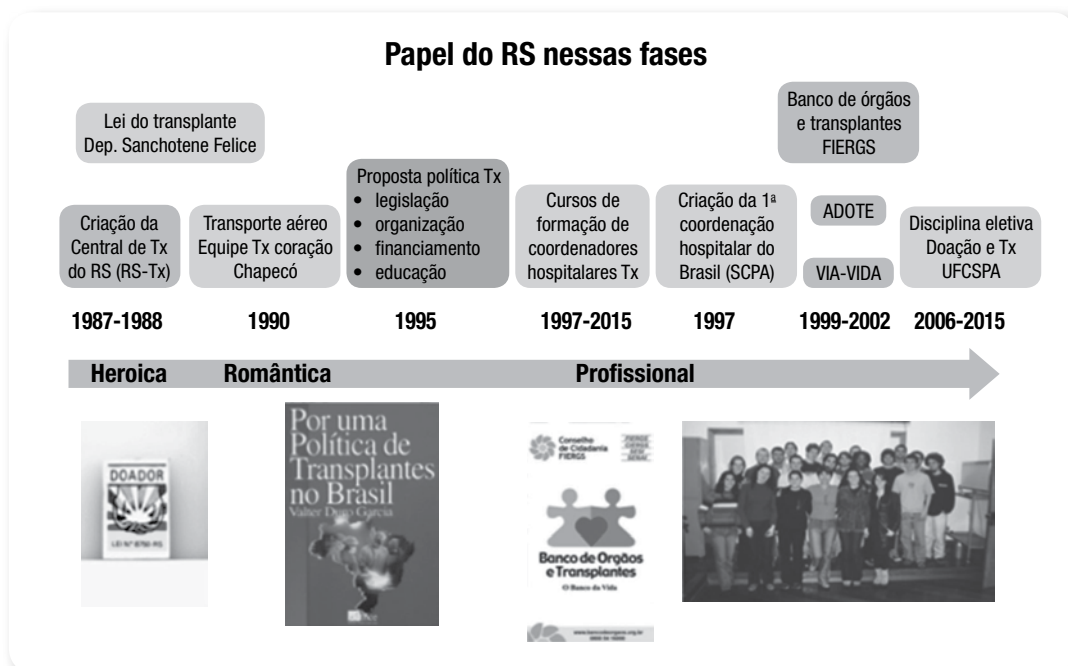 Papel do RS nessas fases
Lei do transplante
Dep. Sanchotene Felice
Banco de órgãos
e transplantes
FIERGS
Criação da
Central de Tx
do RS (RS-Tx)
Transporte aéreo
Equipe Tx coração
Chapecó
Proposta política Tx
• legislação
• organização
• financiamento
• educação
Cursos de
formação de
coordenadores
hospitalares Tx
Criação da 1ª
coordenação
hospitalar do
Brasil (SCPA)
ADOTE
VIA-VIDA
Disciplina eletiva
Doação e Tx
UFCSPA
1987-1988
1990
1995
1997-2015
1997
1999-2002
2006-2015
Heroica
Romântica
Profissional
DOADOR
Por uma
Política de
Transplantes
no Brasil
Valter Duro Garcia
Conselho
de Cidadania
FIERGS
Banco de Orgãos
e Transplantes
O Banco da Vida